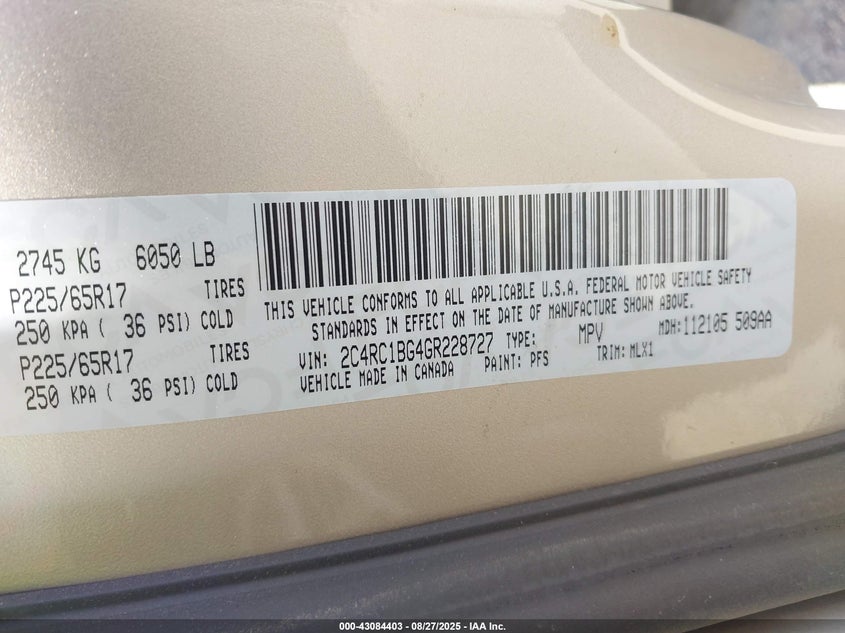 2745 KG 6050 LB
P225/65R17 TIRES
250 KPA ( 36 PSI) COLD
P225/65R17 TIRES
250 KPA ( 36 PSI) COLD
THIS VEHICLE CONFORMS TO ALL APPLICABLE U.S.A. FEDERAL MOTOR VEHICLE SAFETY
STANDARDS IN EFFECT ON THE DATE OF MANUFACTURE SHOWN ABOVE.
VIN: 2C4RC1BG4GR228727 TYPE: MPV MDH: 112105 509AA
VEHICLE MADE IN CANADA PAINT: PFS TRIM: MLX1
000-43084403 - 08/27/2025 - IAA Inc.